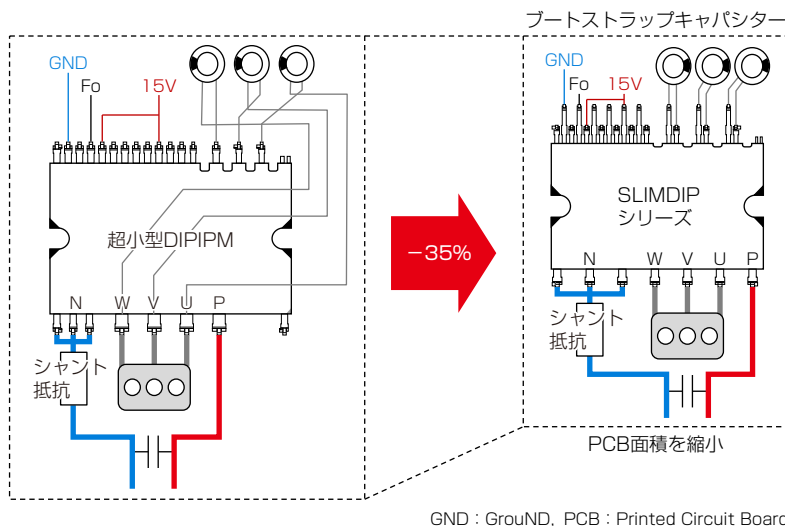 ブートストラップキャパシター
GND
Fo
15V
超小型DIPIPM
N
W
V
U
P
シャント
抵抗
−35%
GND
Fo
15V
SLIMDIP
シリーズ
N
W
V
U
P
シャント
抵抗
PCB面積を縮小
GND：GrouND, PCB：Printed Circuit Board